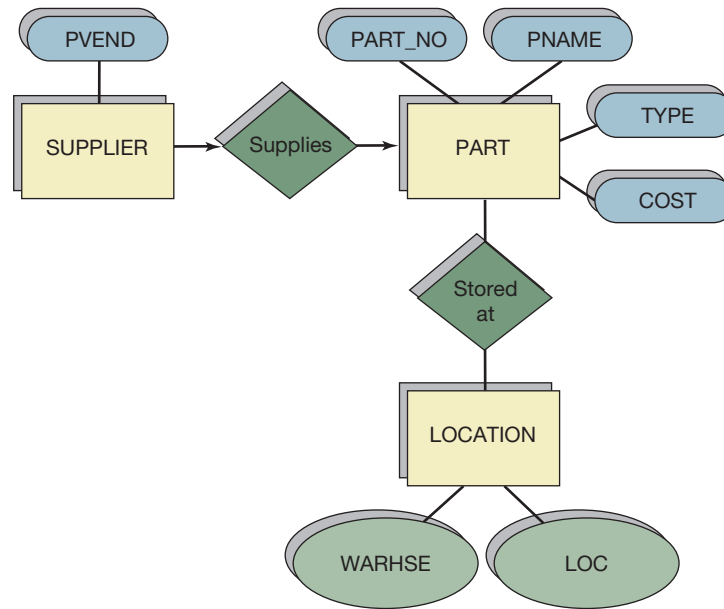 PVEND
PART_NO
PNAME
SUPPLIER
Supplies
PART
TYPE
COST
Stored
at
LOCATION
WARHSE
LOC